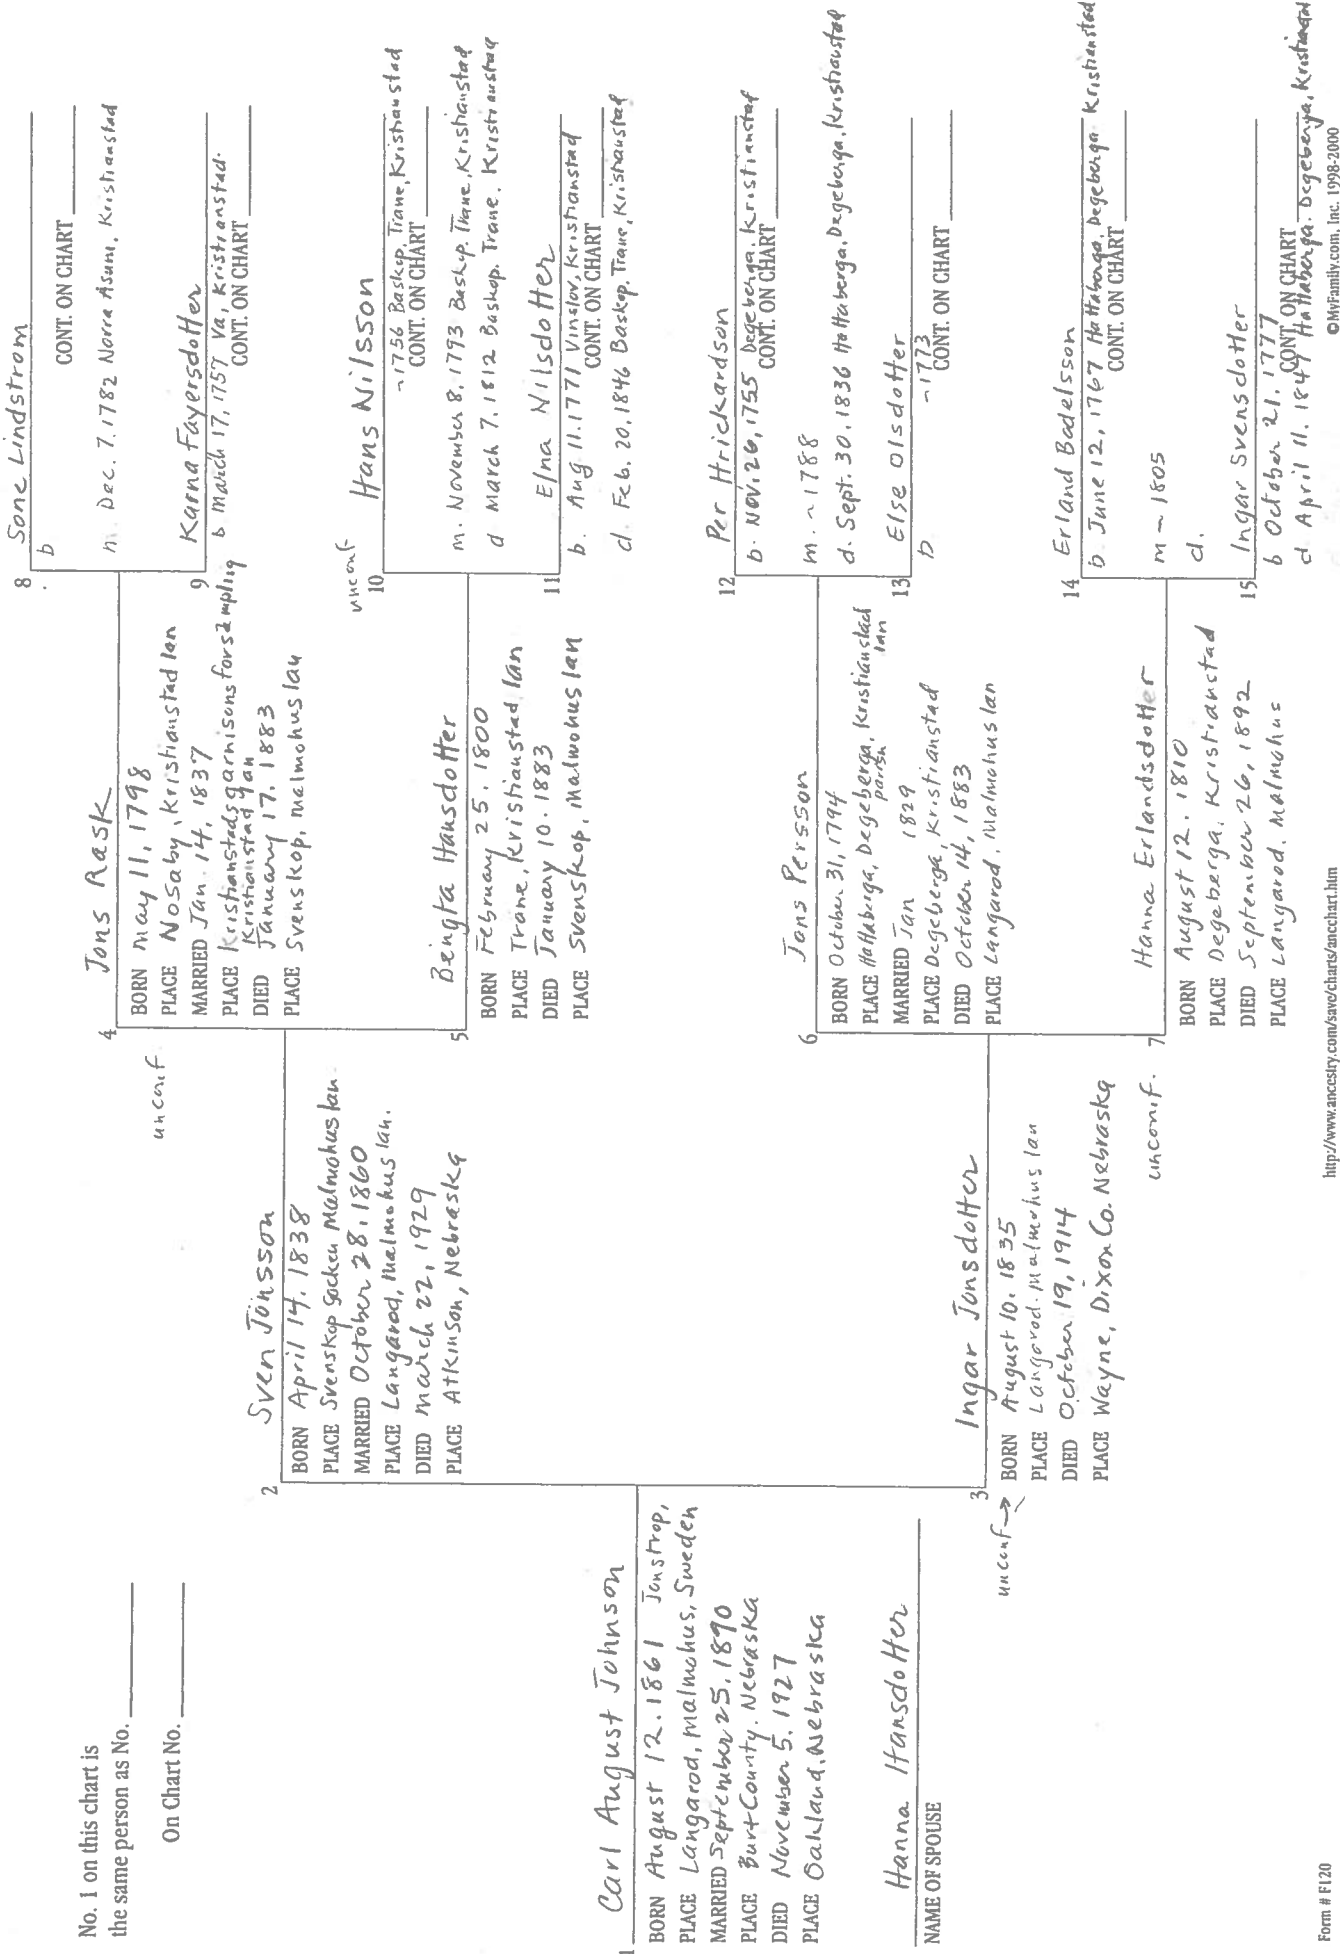 No. 1 on this chart is
the same person as No.
On Chart No.
1
Carl August Johnson
BORN August 12. 1861 Jonstrop,
PLACE Langarod, Malmohus, Sweden
MARRIED September 25. 1890
PLACE Burt County. Nebraska
DIED November 5. 1927
PLACE Oakland. Nebraska
Hanna Hansdotter
NAME OF SPOUSE
2
Sven Jönsson
BORN April 14. 1838
PLACE Svenskop Socken Malmohus lan
MARRIED October 28. 1860
PLACE Langarod, Malmohus lan.
DIED March 22, 1929
PLACE Atkinson, Nebraska
Ingar Jonsdotter
3
unconf →
BORN August 10. 1835
PLACE Langorod. Malmohus lan
DIED October 19, 1914
PLACE Wayne, Dixon Co. Nebraska
4
Jons Rask
unconf
BORN May 11, 1798
PLACE Nosaby, Kristianstad lan
MARRIED Jan. 14, 1837
PLACE Kristianstadsgarnisonsforsampling
Kristianstad lan
DIED January 17. 1883
PLACE Svenskop, Malmohus lan
5
Bengta Hansdotter
BORN February 25. 1800
PLACE Trane, Kristianstad lan
DIED January 10. 1883
PLACE Svenskop, Malmohus lan
6
Jons Persson
BORN October 31, 1794
PLACE Hattaberga, Degeberga, Kristianstad
parish lan
MARRIED Jan 1829
PLACE Degeberga, Kristianstad
DIED October 14, 1883
PLACE Langarod, Malmohus lan
Hanna Erlandsdotter
7
unconf.
BORN August 12. 1810
PLACE Degeberga, Kristianstad
DIED September 26, 1892
PLACE Langarod. Malmohus
8
Sone Lindstrom
b
CONT. ON CHART
m. Dec. 7. 1782 Norra Asum, Kristianstad
Karna Fayersdotter
9
b March 17, 1757 Va, Kristianstad.
CONT. ON CHART
unconf
10
Hans Nilsson
~1756 Baskop, Trane, Kristianstad
CONT. ON CHART
m. November 8. 1793 Baskop. Trane, Kristianstad
d March 7. 1812 Baskop. Trane. Kristianstad
Elna Nilsdotter
11
b. Aug 11. 1771 Vinslov, Kristianstad
CONT. ON CHART
d. Feb. 20. 1846 Baskop. Trane, Kristianstad
12
Per Hrickardson
b. Nov. 26, 1755 Degeberga. Kristianstad
CONT. ON CHART
m. ~1788
d. Sept. 30. 1836 Hattaberga, Degeberga, Kristianstad
Else Olsdotter
13
b ~1773
CONT. ON CHART
14
Erland Badelsson
b. June 12, 1767 Hattaberga, Degeberga. Kristianstad
CONT. ON CHART
m ~ 1805
d.
Ingar Svensdotter
15
b October 21. 1777
CONT. ON CHART
d. April 11. 1847 Hattaberga. Degeberga, Kristianstad
Form # F120
http://www.ancestry.com/save/charts/ancchart.htm
© MyFamily.com, Inc. 1998-2000